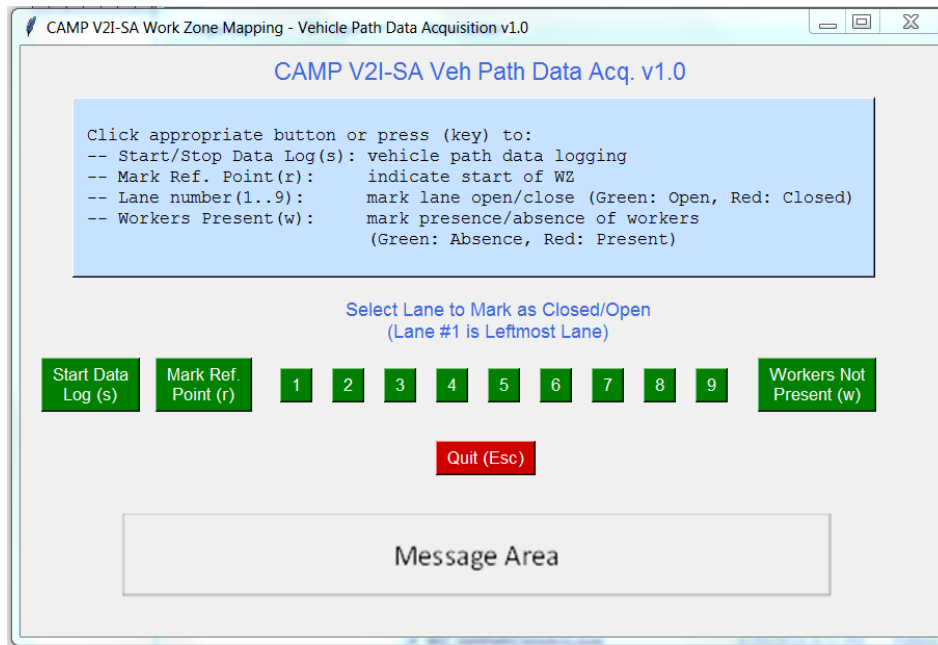 CAMP V2I-SA Work Zone Mapping - Vehicle Path Data Acquisition v1.0
CAMP V2I-SA Veh Path Data Acq. v1.0
Click appropriate button or press (key) to:
-- Start/Stop Data Log(s): vehicle path data logging
-- Mark Ref. Point(r): indicate start of WZ
-- Lane number(1..9): mark lane open/close (Green: Open, Red: Closed)
-- Workers Present(w): mark presence/absence of workers
(Green: Absence, Red: Present)
Select Lane to Mark as Closed/Open
(Lane #1 is Leftmost Lane)
Start Data
Log (s)
Mark Ref.
Point (r)
1 2 3 4 5 6 7 8 9
Workers Not
Present (w)
Quit (Esc)
Message Area